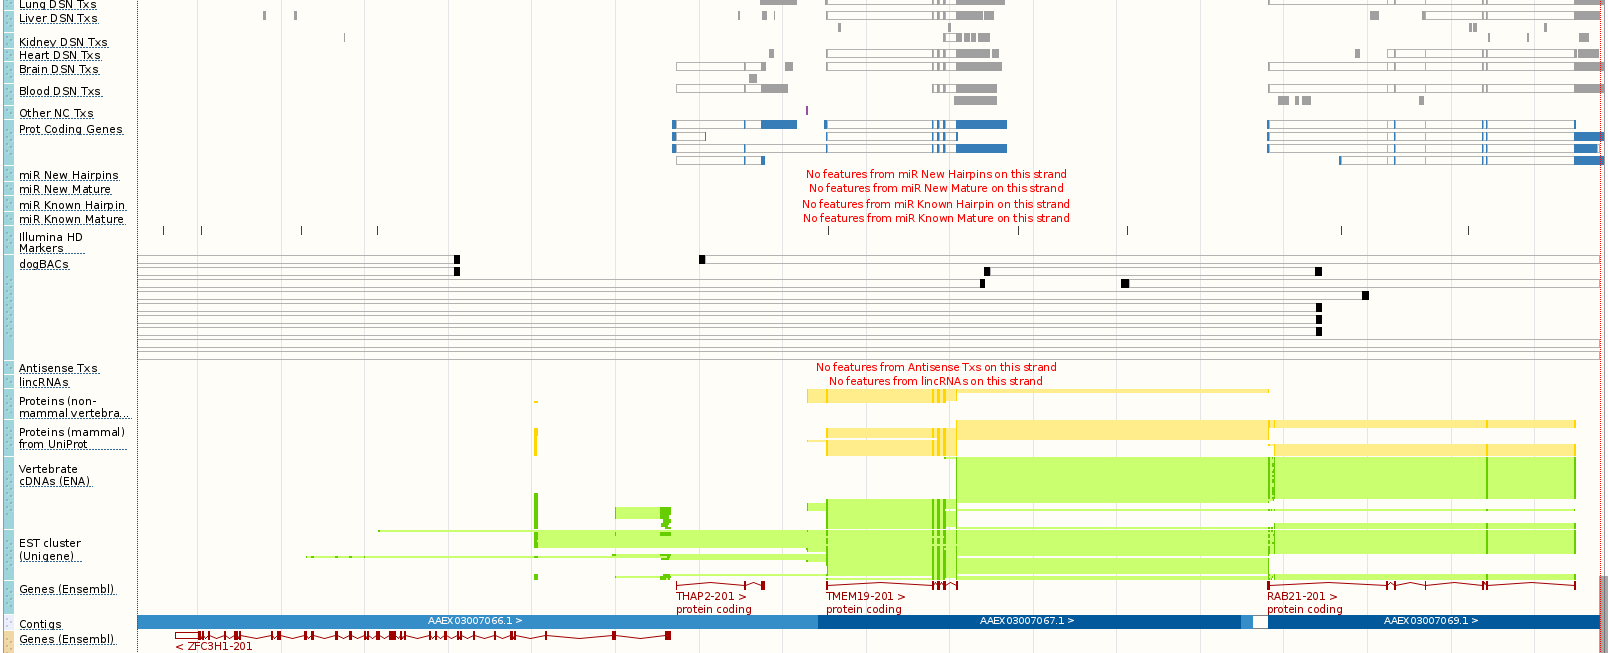 Lung DSN Txs
Liver DSN Txs
Kidney DSN Txs
Heart DSN Txs
Brain DSN Txs
Blood DSN Txs
Other NC Txs
Prot Coding Genes
miR New Hairpins
No features from miR New Hairpins on this strand
miR New Mature
No features from miR New Mature on this strand
miR Known Hairpin
No features from miR Known Hairpin on this strand
miR Known Mature
No features from miR Known Mature on this strand
Illumina HD
Markers
dogBACs
Antisense Txs
No features from Antisense Txs on this strand
lincRNAs
No features from lincRNAs on this strand
Proteins (non-
mammal vertebra...
Proteins (mammal)
from UniProt
Vertebrate
cDNAs (ENA)
EST cluster
(Unigene)
Genes (Ensembl)
THAP2-201 >
protein coding
TMEM19-201 >
protein coding
RAB21-201 >
protein coding
Contigs
AAEX03007066.1 >
AAEX03007067.1 >
AAEX03007069.1 >
Genes (Ensembl)
< ZFC3H1-201